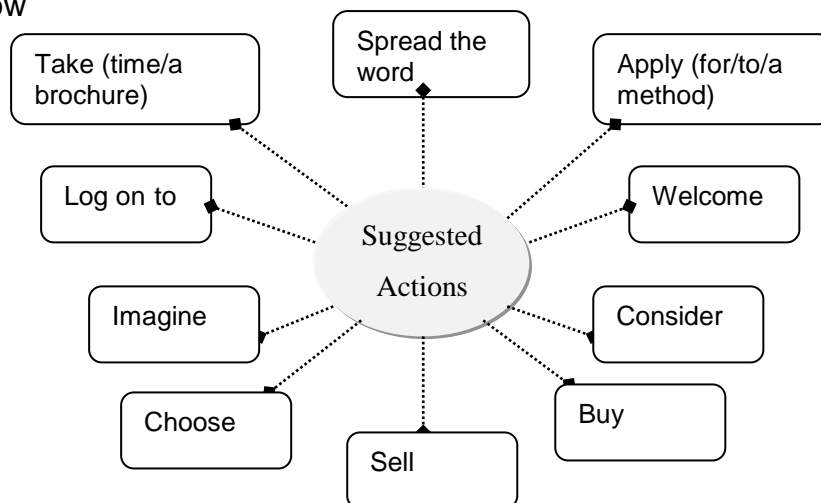 Spread the
word
Take (time/a
brochure)
Apply (for/to/a
method)
Log on to
Welcome
Suggested
Actions
Imagine
Consider
Choose
Buy
Sell